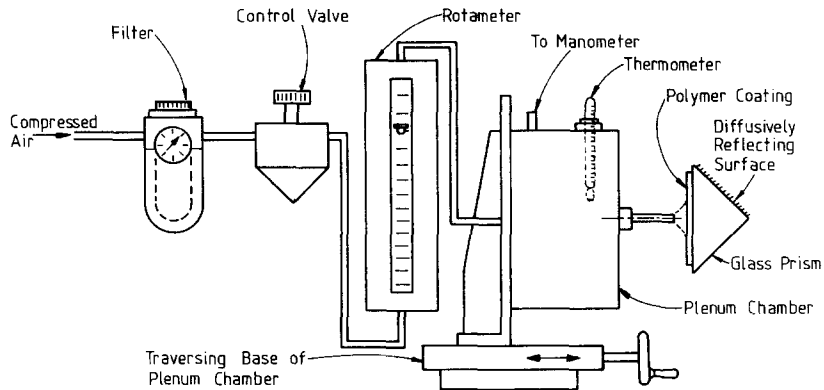 Filter
Control Valve
Rotameter
To Manometer
Thermometer
Polymer Coating
Diffusively
Reflecting
Surface
Compressed
Air
Glass Prism
Plenum Chamber
Traversing Base of
Plenum Chamber